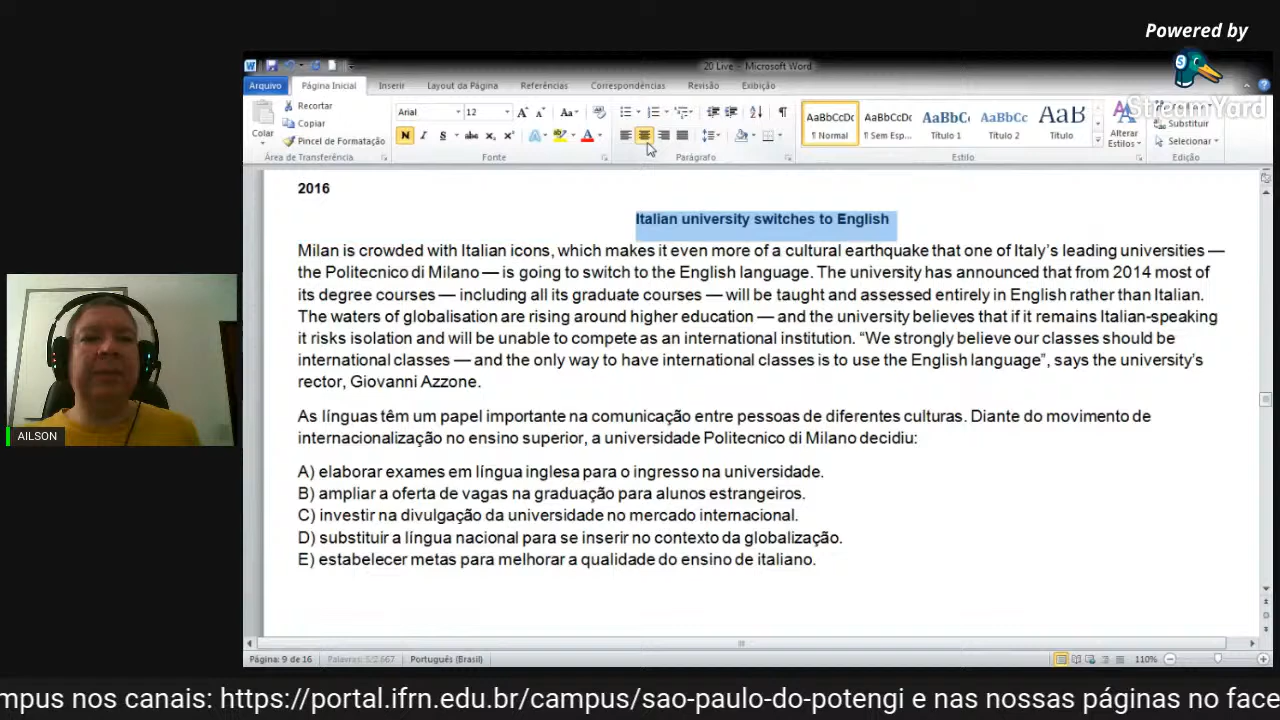 Powered by
StreamYard
20 Live - Microsoft Word
Arquivo Página Inicial Inserir Layout da Página Referências Correspondências Revisão Exibição
Colar
Recortar
Copiar
Pincel de Formatação
Área de Transferência
Arial 12
Fonte
Parágrafo
AaBbCcDc AaBbCcDc AaBbCc AaBbCc AaB
¶ Normal ¶ Sem Esp... Título 1 Título 2 Título
Alterar
Estilos
Estilo
Substituir
Selecionar
Edição
2016
Italian university switches to English
Milan is crowded with Italian icons, which makes it even more of a cultural earthquake that one of Italy’s leading universities —
the Politecnico di Milano — is going to switch to the English language. The university has announced that from 2014 most of
its degree courses — including all its graduate courses — will be taught and assessed entirely in English rather than Italian.
The waters of globalisation are rising around higher education — and the university believes that if it remains Italian-speaking
it risks isolation and will be unable to compete as an international institution. “We strongly believe our classes should be
international classes — and the only way to have international classes is to use the English language”, says the university’s
rector, Giovanni Azzone.
As línguas têm um papel importante na comunicação entre pessoas de diferentes culturas. Diante do movimento de
internacionalização no ensino superior, a universidade Politecnico di Milano decidiu:
A) elaborar exames em língua inglesa para o ingresso na universidade.
B) ampliar a oferta de vagas na graduação para alunos estrangeiros.
C) investir na divulgação da universidade no mercado internacional.
D) substituir a língua nacional para se inserir no contexto da globalização.
E) estabelecer metas para melhorar a qualidade do ensino de italiano.
AILSON
Página: 9 de 16 Palavras: 5/2.667 Português (Brasil) 110%
mpus nos canais: https://portal.ifrn.edu.br/campus/sao-paulo-do-potengi e nas nossas páginas no face